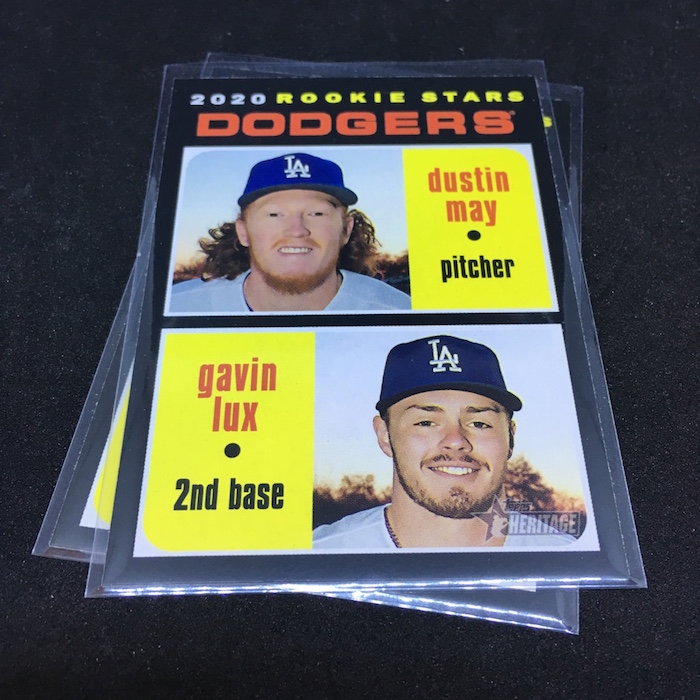 2020 ROOKIE STARS
DODGERS
LA
dustin
may
pitcher
LA
gavin
lux
2nd base
TOPPS
HERITAGE